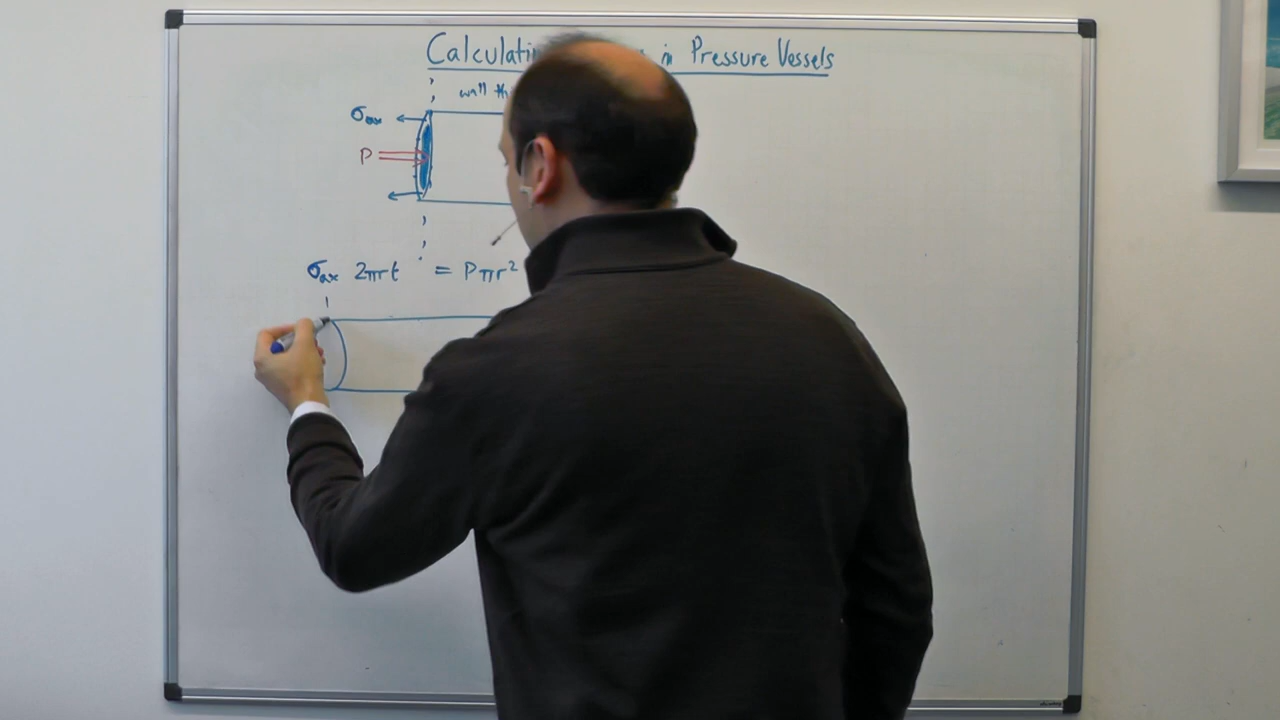 Calculati in Pressure Vessels
wall th
σax
P
σax 2πrt = Pπr²